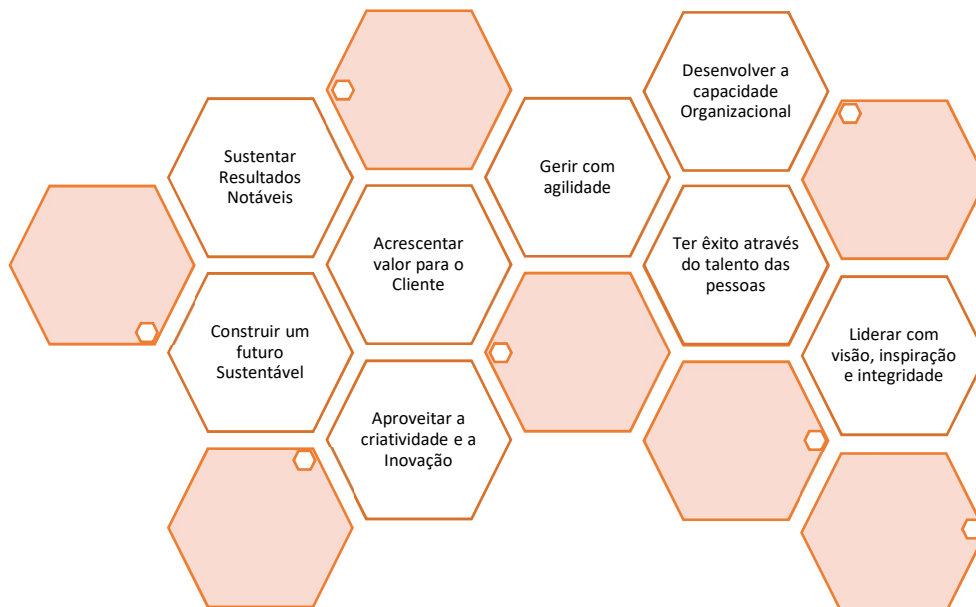 Desenvolver a
capacidade
Organizacional
Sustentar
Resultados
Notáveis
Gerir com
agilidade
Acrescentar
valor para o
Cliente
Ter êxito através
do talento das
pessoas
Construir um
futuro
Sustentável
Liderar com
visão, inspiração
e integridade
Aproveitar a
criatividade e a
Inovação